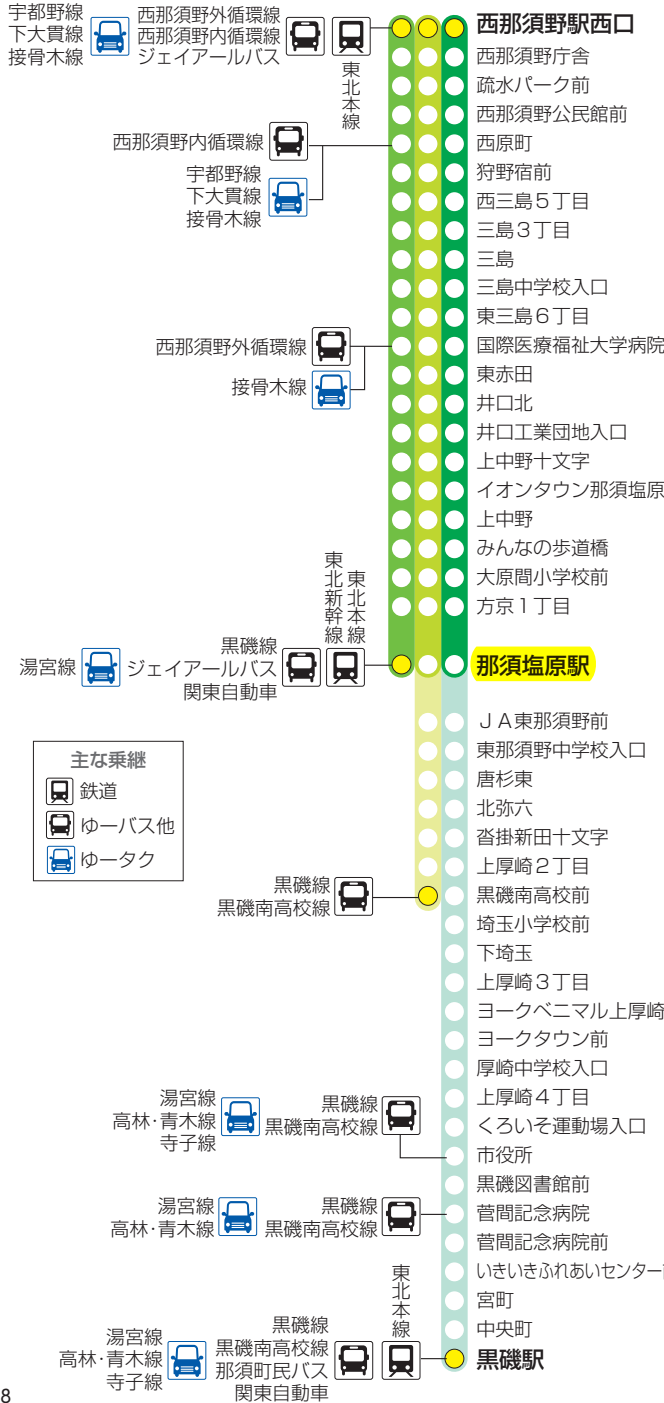 宇都野線
下大貫線
接骨木線
西那須野外循環線
西那須野内循環線
ジェイアールバス
東北本線
西那須野駅西口
西那須野庁舎
疏水パーク前
西那須野公民館前
西那須野内循環線
西原町
宇都野線
下大貫線
接骨木線
狩野宿前
西三島5丁目
三島3丁目
三島
三島中学校入口
東三島6丁目
西那須野外循環線
国際医療福祉大学病院
接骨木線
東赤田
井口北
井口工業団地入口
上中野十文字
イオンタウン那須塩原
上中野
みんなの歩道橋
大原間小学校前
方京1丁目
東北新幹線
東北本線
湯宮線
黒磯線
ジェイアールバス
関東自動車
那須塩原駅
JA東那須野前
東那須野中学校入口
唐杉東
北弥六
沓掛新田十文字
上厚崎2丁目
主な乗継
鉄道
ゆーバス他
ゆータク
黒磯線
黒磯南高校線
黒磯南高校前
埼玉小学校前
下埼玉
上厚崎3丁目
ヨークベニマル上厚崎
ヨークタウン前
厚崎中学校入口
上厚崎4丁目
くろいそ運動場入口
湯宮線
高林・青木線
寺子線
黒磯線
黒磯南高校線
市役所
黒磯図書館前
湯宮線
高林・青木線
黒磯線
黒磯南高校線
菅間記念病院
菅間記念病院前
いきいきふれあいセンター
宮町
中央町
東北本線
湯宮線
高林・青木線
寺子線
黒磯線
黒磯南高校線
那須町民バス
関東自動車
黒磯駅
8